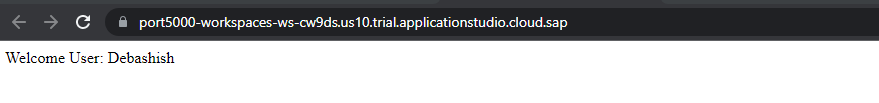 port5000-workspaces-ws-cw9ds.us10.trial.applicationstudio.cloud.sap
Welcome User: Debashish